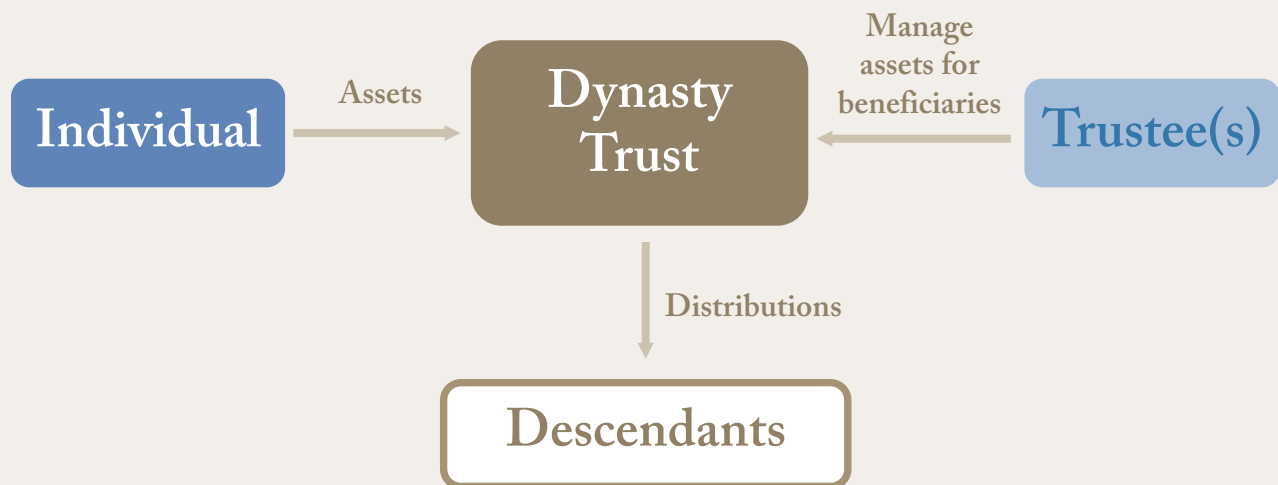 Individual
Assets
Dynasty
Trust
Manage
assets for
beneficiaries
Trustee(s)
Distributions
Descendants